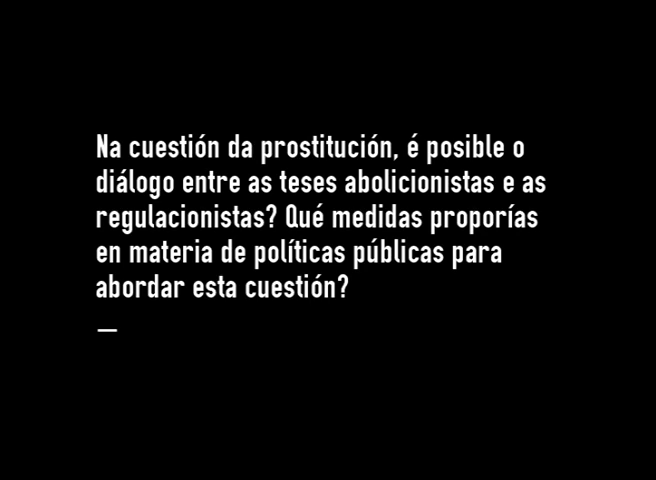 Na cuestión da prostitución, é posible o
diálogo entre as teses abolicionistas e as
regulacionistas? Qué medidas proporías
en materia de políticas públicas para
abordar esta cuestión?
_